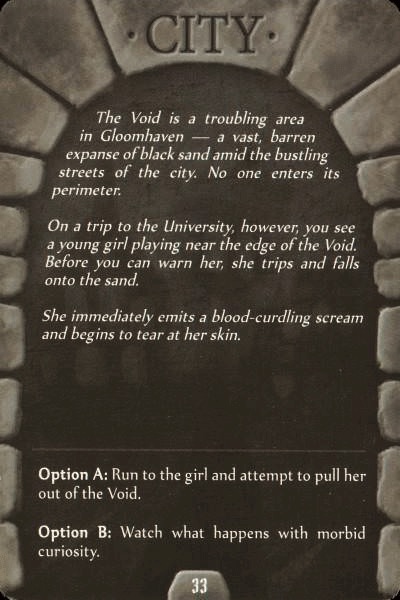 · CITY ·
The Void is a troubling area
in Gloomhaven — a vast, barren
expanse of black sand amid the bustling
streets of the city. No one enters its
perimeter.
On a trip to the University, however, you see
a young girl playing near the edge of the Void.
Before you can warn her, she trips and falls
onto the sand.
She immediately emits a blood-curdling scream
and begins to tear at her skin.
Option A: Run to the girl and attempt to pull her
out of the Void.
Option B: Watch what happens with morbid
curiosity.
33